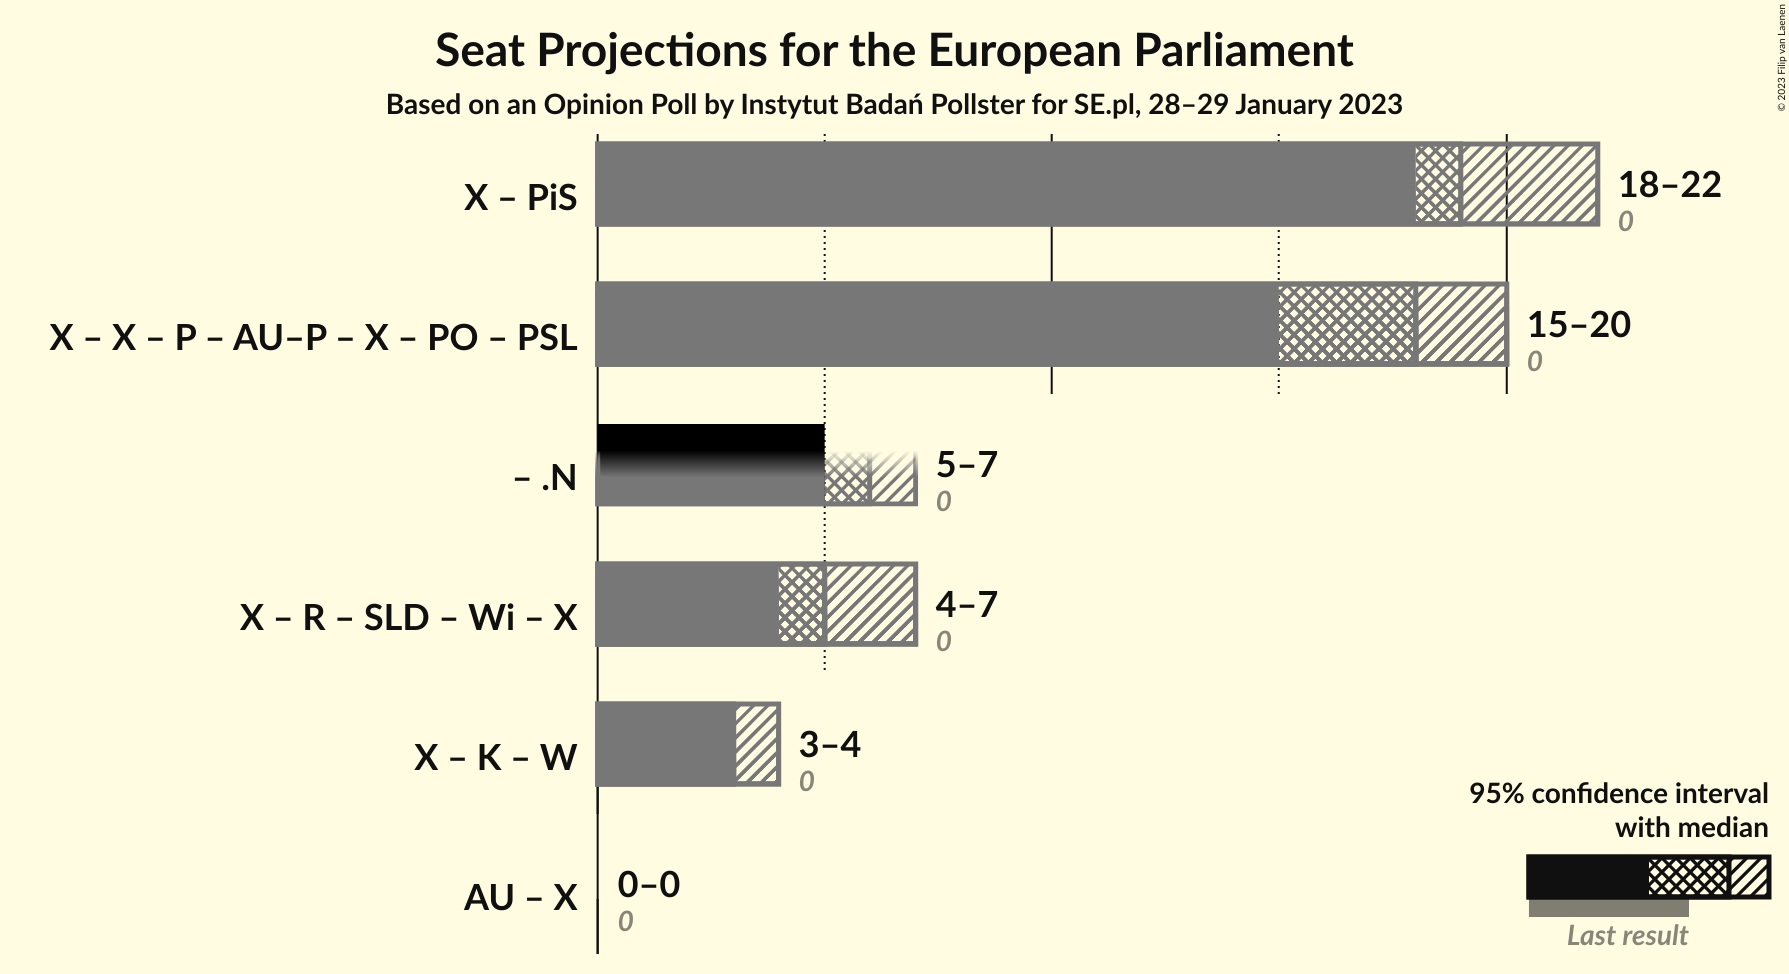 Seat Projections for the European Parliament
Based on an Opinion Poll by Instytut Badań Pollster for SE.pl, 28–29 January 2023
© 2023 Filip van Laenen
X – PiS
18–22
0
X – X – P – AU–P – X – PO – PSL
15–20
0
– .N
5–7
0
X – R – SLD – Wi – X
4–7
0
X – K – W
3–4
0
AU – X
0–0
0
95% confidence interval
with median
Last result